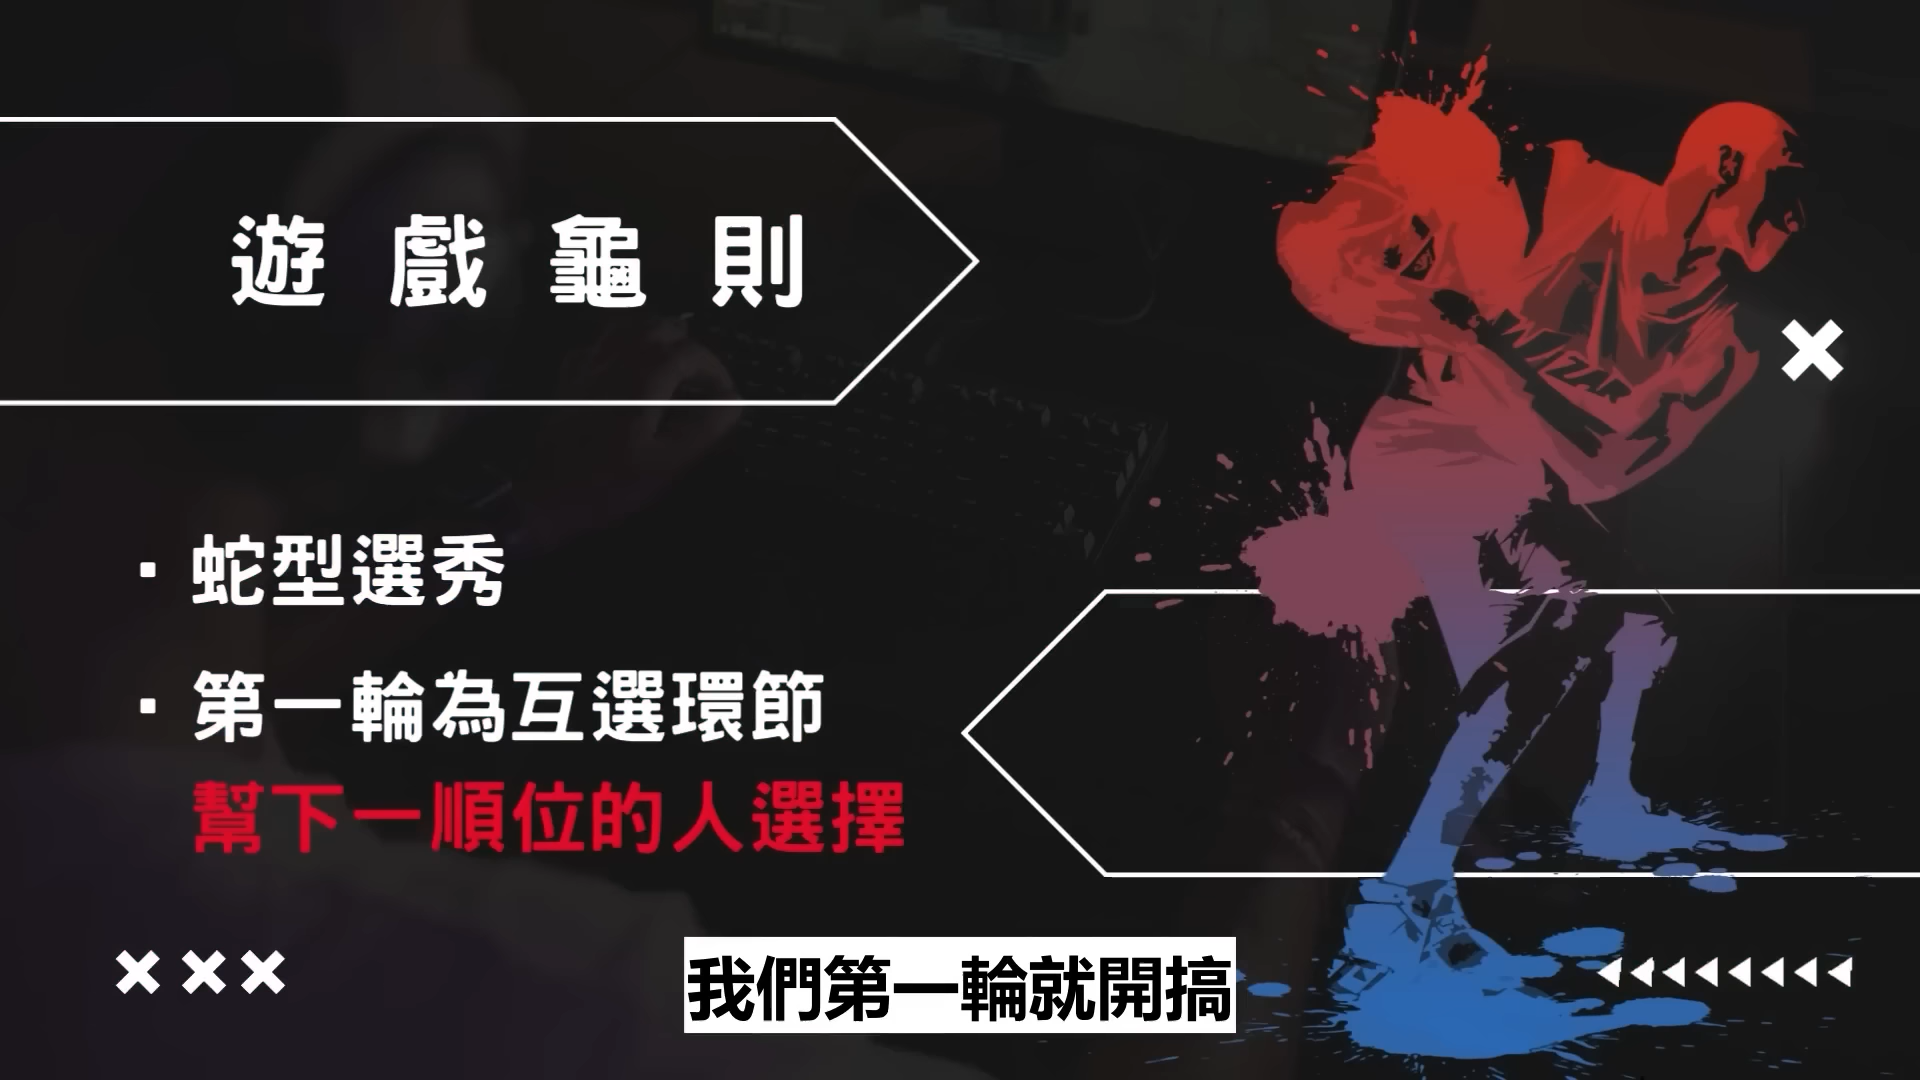 遊戲龜則
· 蛇型選秀
· 第一輪為互選環節
幫下一順位的人選擇
我們第一輪就開搞